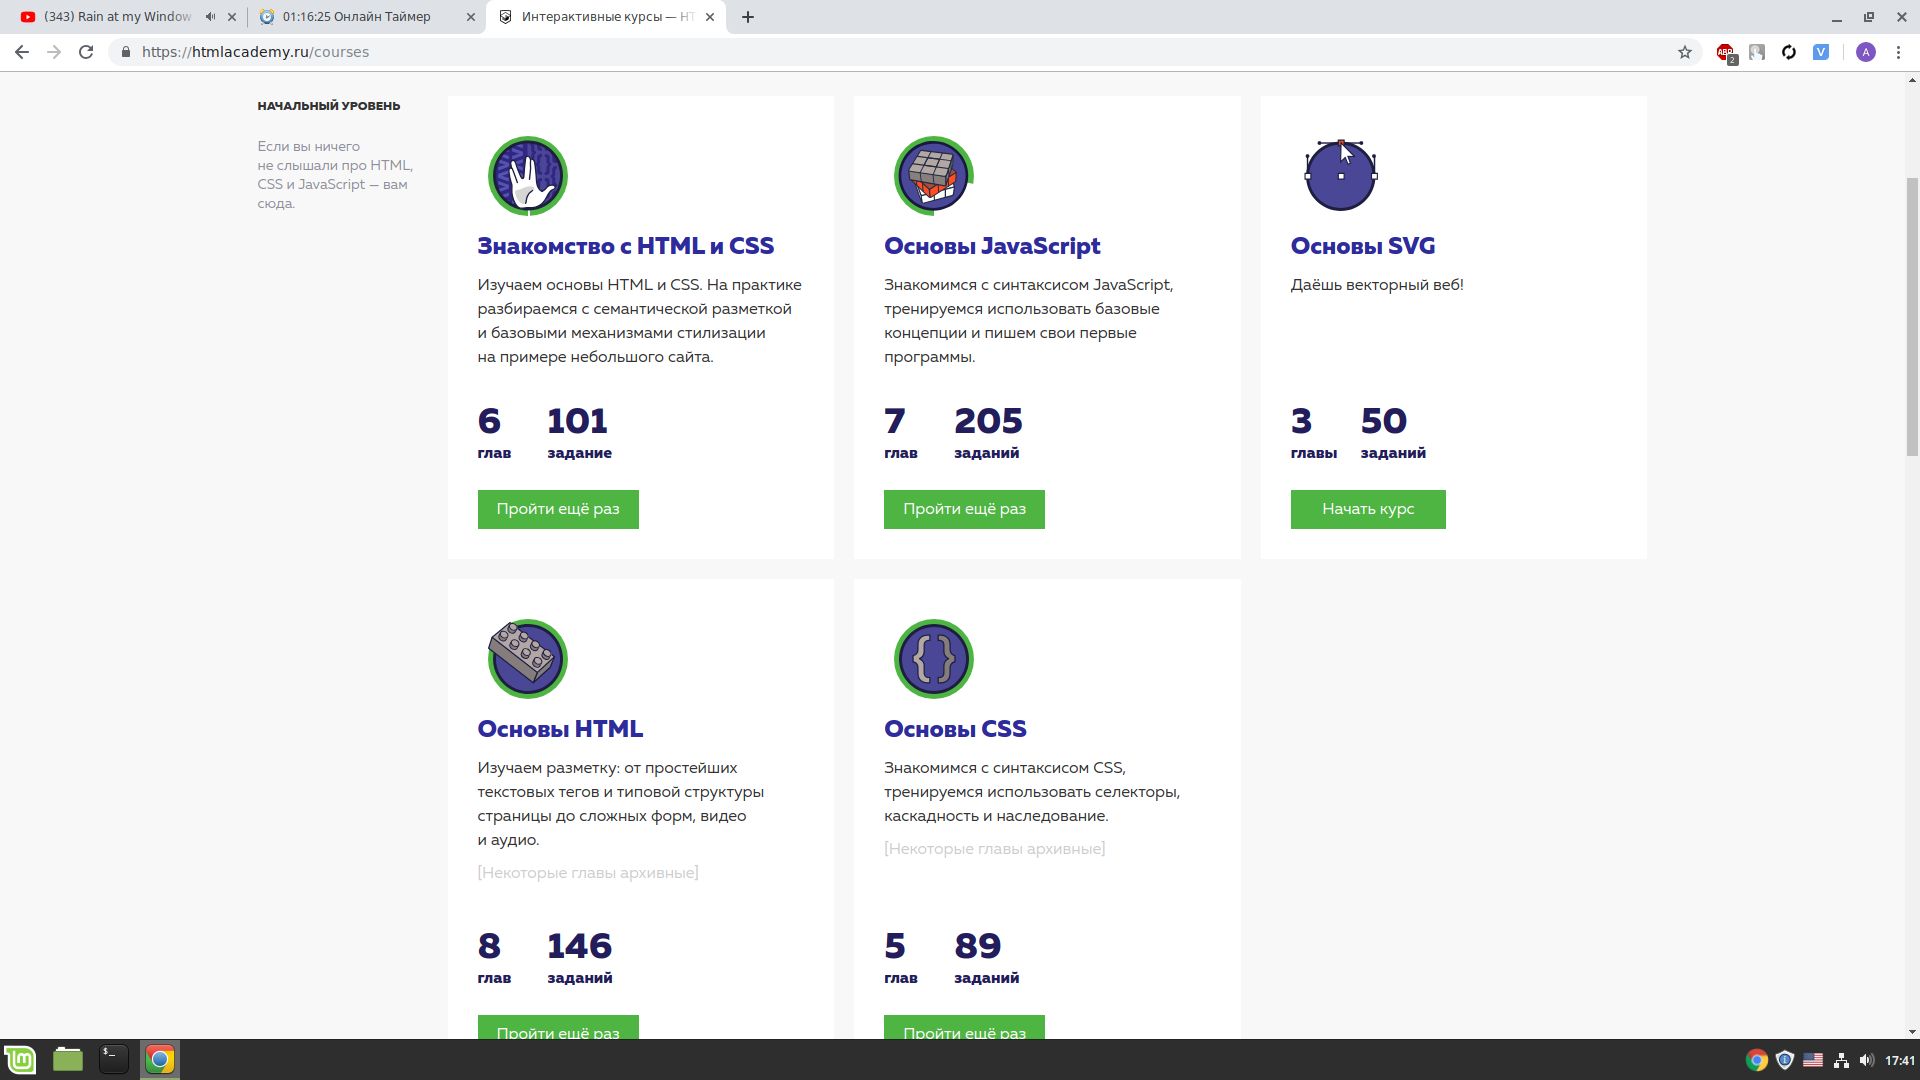 (343) Rain at my Window
01:16:25 Онлайн Таймер
Интерактивные курсы — HT
https://htmlacademy.ru/courses
ABP
2
V
A
НАЧАЛЬНЫЙ УРОВЕНЬ
Если вы ничего
не слышали про HTML,
CSS и JavaScript — вам
сюда.
Знакомство с HTML и CSS
Изучаем основы HTML и CSS. На практике
разбираемся с семантической разметкой
и базовыми механизмами стилизации
на примере небольшого сайта.
6 101
глав задание
Пройти ещё раз
Основы JavaScript
Знакомимся с синтаксисом JavaScript,
тренируемся использовать базовые
концепции и пишем свои первые
программы.
7 205
глав заданий
Пройти ещё раз
Основы SVG
Даёшь векторный веб!
3 50
главы заданий
Начать курс
Основы HTML
Изучаем разметку: от простейших
текстовых тегов и типовой структуры
страницы до сложных форм, видео
и аудио.
[Некоторые главы архивные]
8 146
глав заданий
Пройти ещё раз
Основы CSS
Знакомимся с синтаксисом CSS,
тренируемся использовать селекторы,
каскадность и наследование.
[Некоторые главы архивные]
5 89
глав заданий
Пройти ещё раз
$_
17:41